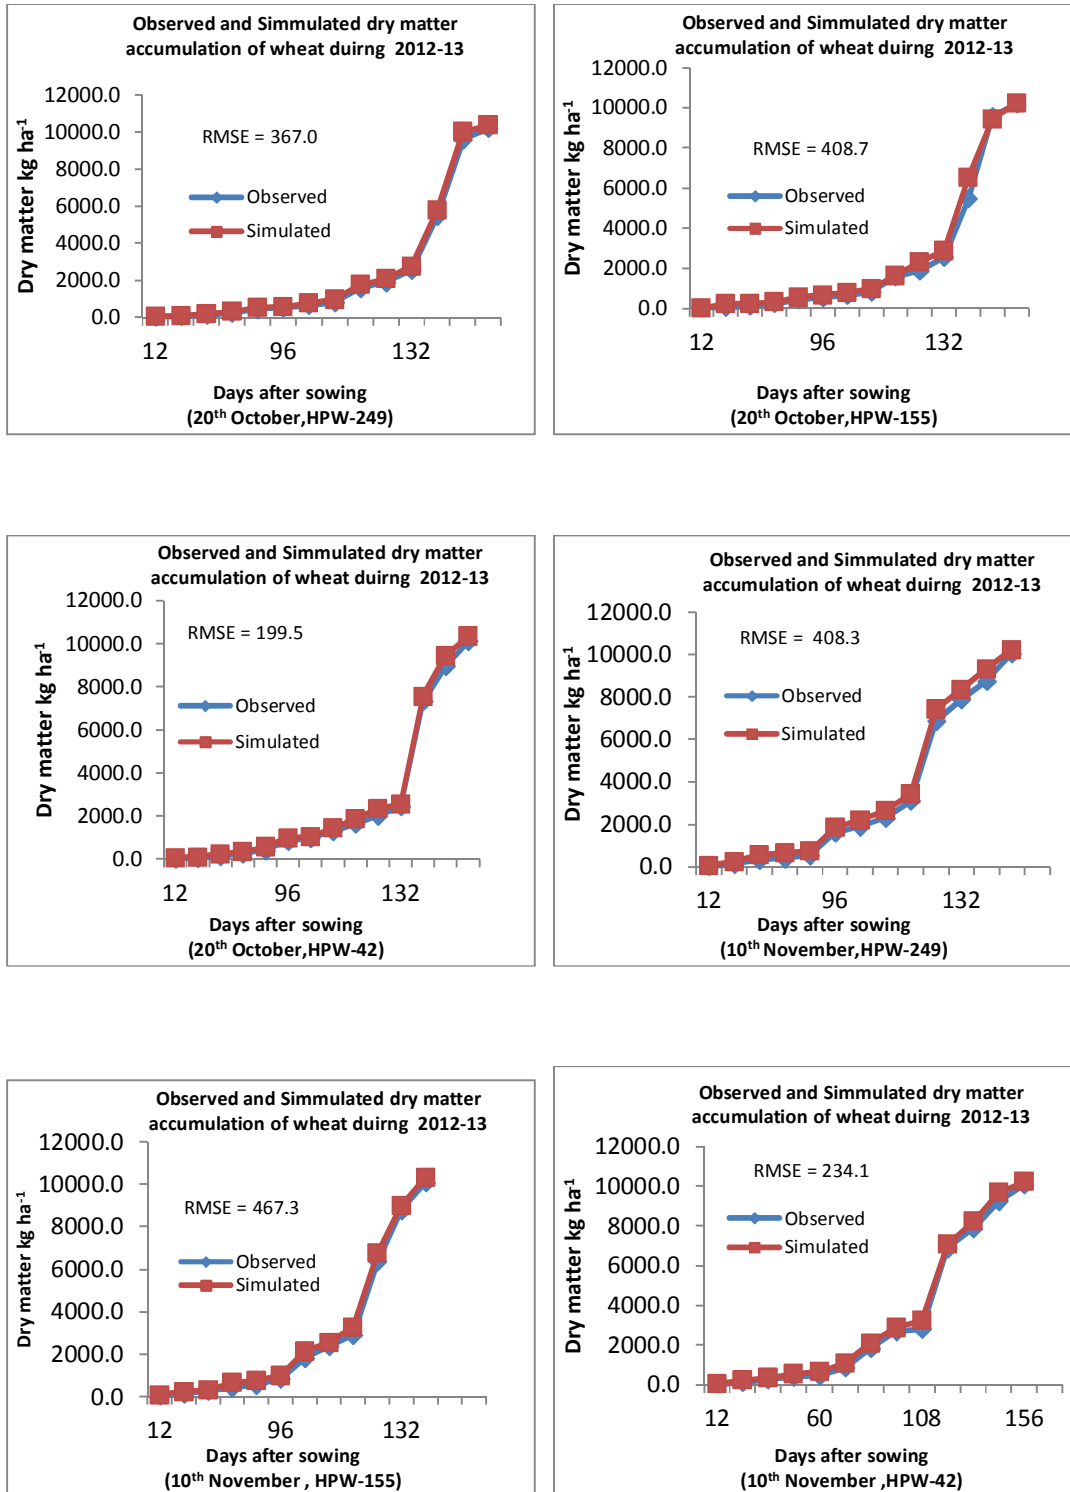 Observed and Simmulated dry matter
accumulation of wheat duirng 2012-13
12000.0
10000.0
8000.0
6000.0
4000.0
2000.0
0.0
Dry matter kg ha-1
RMSE = 367.0
Observed
Simulated
12 96 132
Days after sowing
(20th October,HPW-249)
Observed and Simmulated dry matter
accumulation of wheat duirng 2012-13
12000.0
10000.0
8000.0
6000.0
4000.0
2000.0
0.0
Dry matter kg ha-1
RMSE = 408.7
Observed
Simulated
12 96 132
Days after sowing
(20th October,HPW-155)
Observed and Simmulated dry matter
accumulation of wheat duirng 2012-13
12000.0
10000.0
8000.0
6000.0
4000.0
2000.0
0.0
Dry matter kg ha-1
RMSE = 199.5
Observed
Simulated
12 96 132
Days after sowing
(20th October,HPW-42)
Observed and Simmulated dry matter
accumulation of wheat duirng 2012-13
12000.0
10000.0
8000.0
6000.0
4000.0
2000.0
0.0
Dry matter kg ha-1
RMSE = 408.3
Observed
Simulated
12 96 132
Days after sowing
(10th November,HPW-249)
Observed and Simmulated dry matter
accumulation of wheat duirng 2012-13
12000.0
10000.0
8000.0
6000.0
4000.0
2000.0
0.0
Dry matter kg ha-1
RMSE = 467.3
Observed
Simulated
12 96 132
Days after sowing
(10th November , HPW-155)
Observed and Simmulated dry matter
accumulation of wheat duirng 2012-13
12000.0
10000.0
8000.0
6000.0
4000.0
2000.0
0.0
Dry matter kg ha-1
RMSE = 234.1
Observed
Simulated
12 60 108 156
Days after sowing
(10th November ,HPW-42)